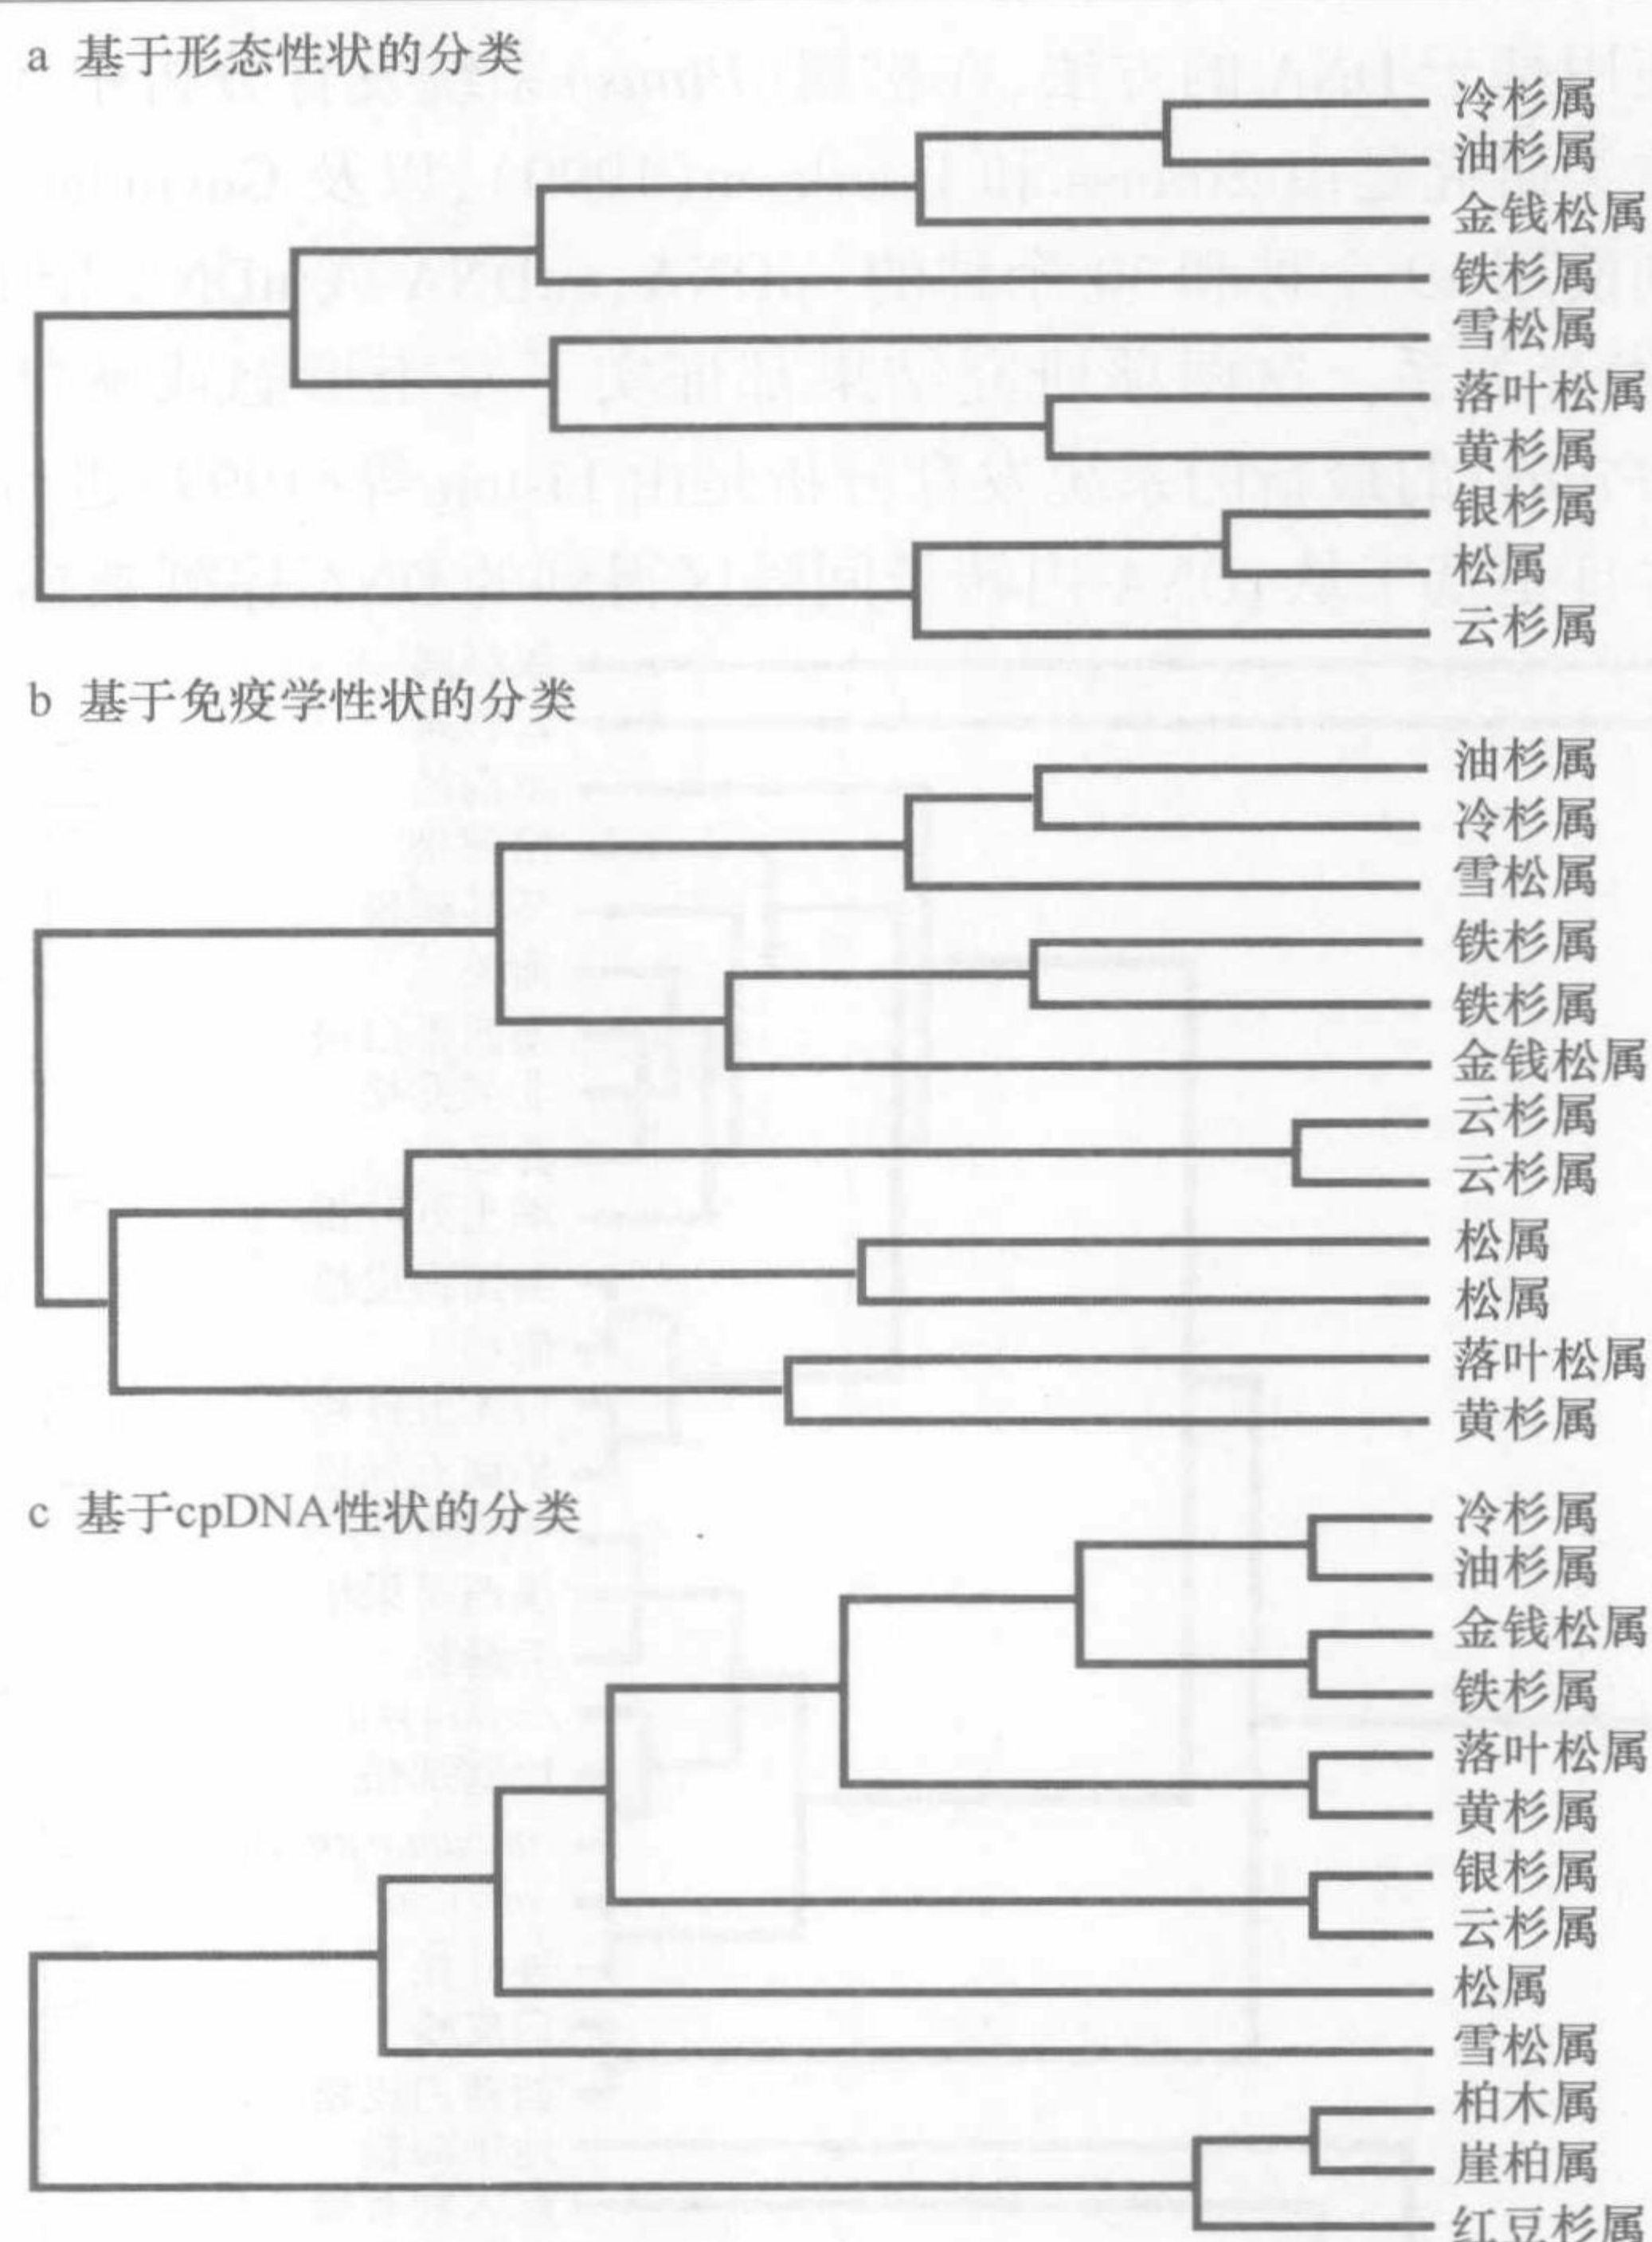 a 基于形态性状的分类
冷杉属
油杉属
金钱松属
铁杉属
雪松属
落叶松属
黄杉属
银杉属
松属
云杉属
b 基于免疫学性状的分类
油杉属
冷杉属
雪松属
铁杉属
铁杉属
金钱松属
云杉属
云杉属
松属
松属
落叶松属
黄杉属
c 基于cpDNA性状的分类
冷杉属
油杉属
金钱松属
铁杉属
落叶松属
黄杉属
银杉属
云杉属
松属
雪松属
柏木属
崖柏属
红豆杉属